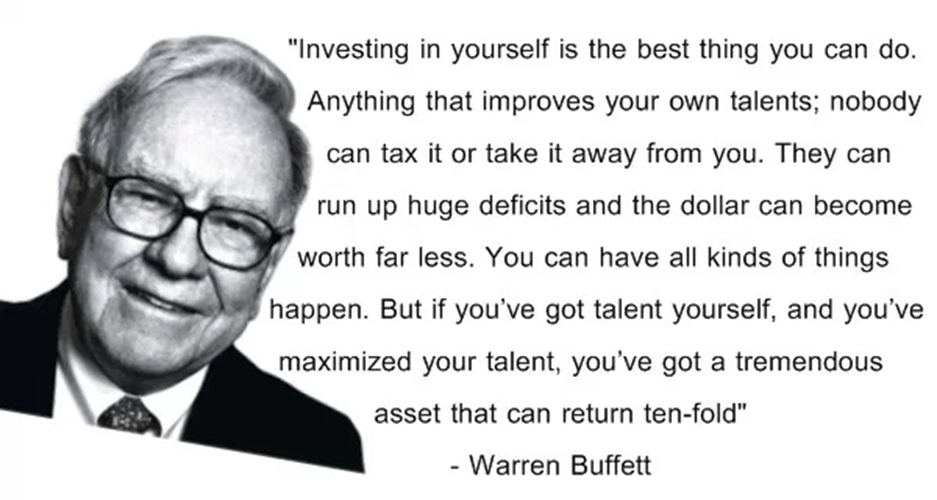 "Investing in yourself is the best thing you can do.
Anything that improves your own talents; nobody
can tax it or take it away from you. They can
run up huge deficits and the dollar can become
worth far less. You can have all kinds of things
happen. But if you’ve got talent yourself, and you’ve
maximized your talent, you’ve got a tremendous
asset that can return ten-fold"
- Warren Buffett